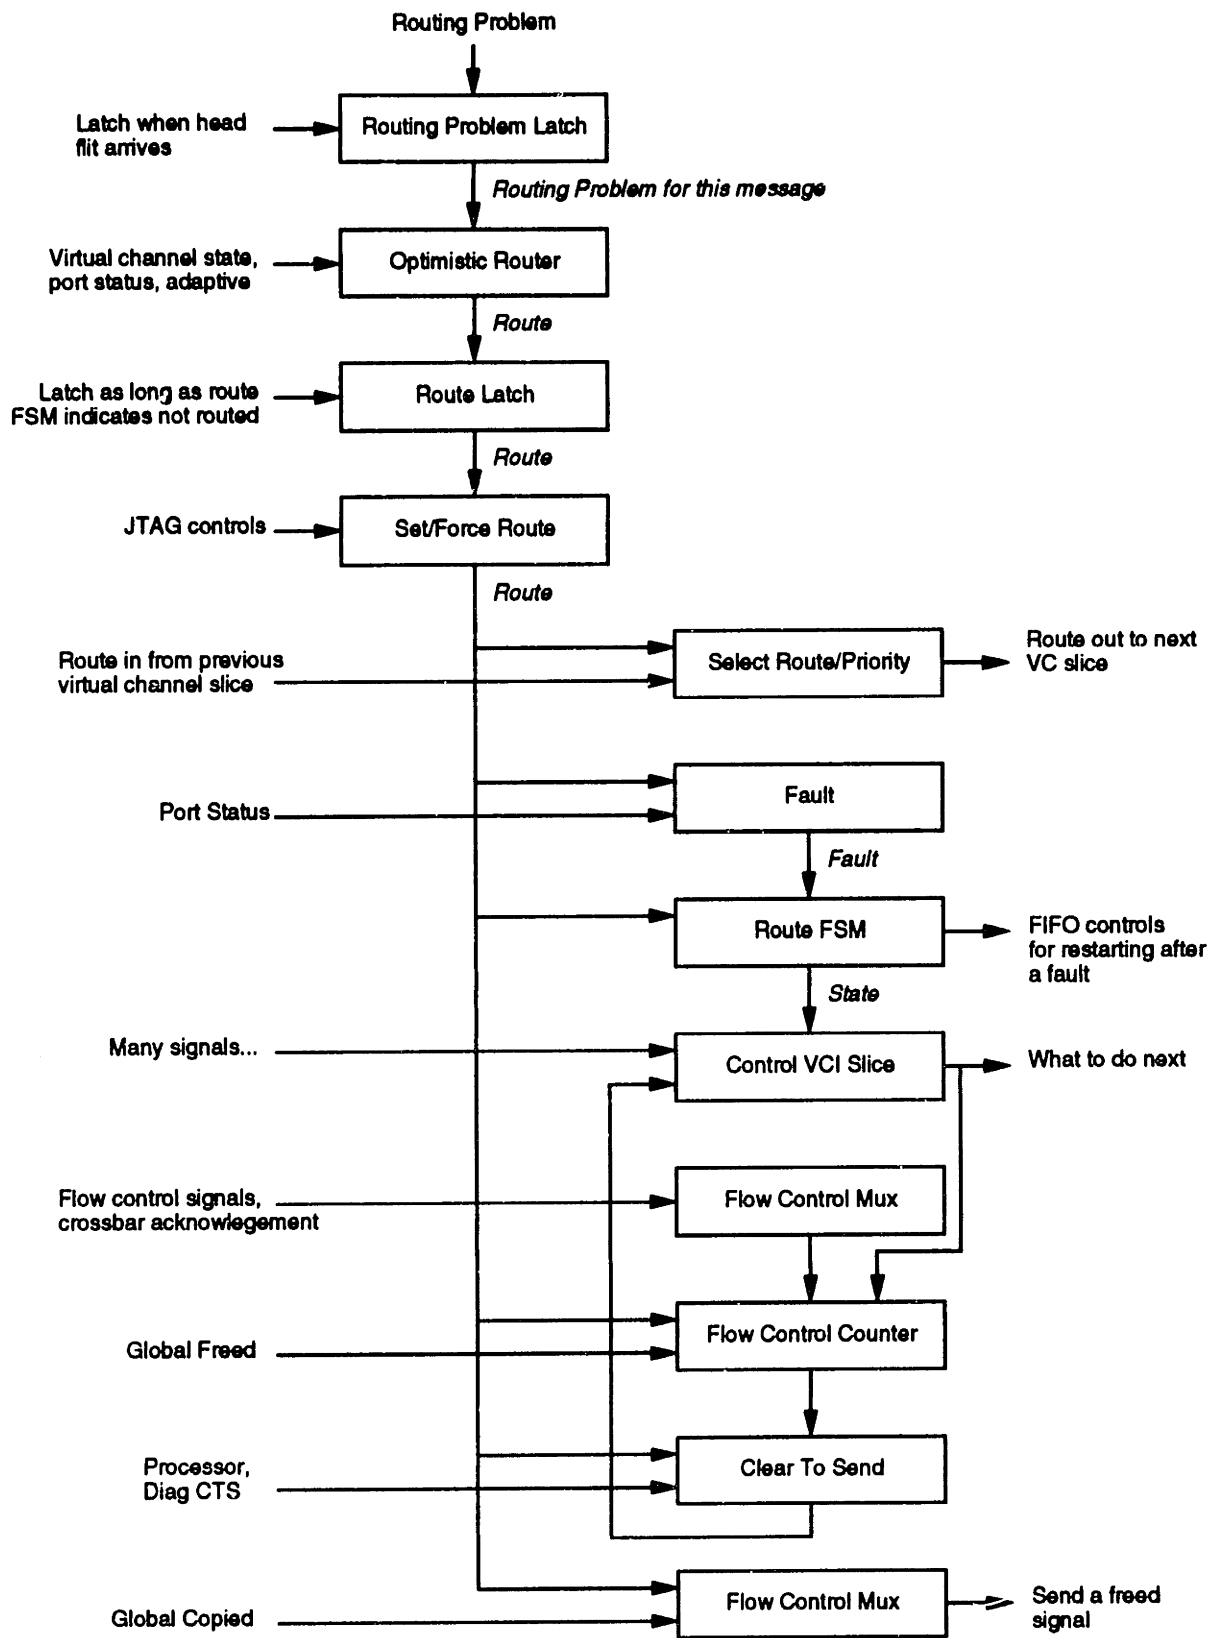 Routing Problem
Latch when head
flit arrives
Routing Problem Latch
Routing Problem for this message
Virtual channel state,
port status, adaptive
Optimistic Router
Route
Latch as long as route
FSM indicates not routed
Route Latch
Route
JTAG controls
Set/Force Route
Route
Route in from previous
virtual channel slice
Select Route/Priority
Route out to next
VC slice
Port Status
Fault
Fault
Route FSM
FIFO controls
for restarting after
a fault
State
Many signals...
Control VCI Slice
What to do next
Flow control signals,
crossbar acknowlegement
Flow Control Mux
Global Freed
Flow Control Counter
Processor,
Diag CTS
Clear To Send
Global Copied
Flow Control Mux
Send a freed
signal